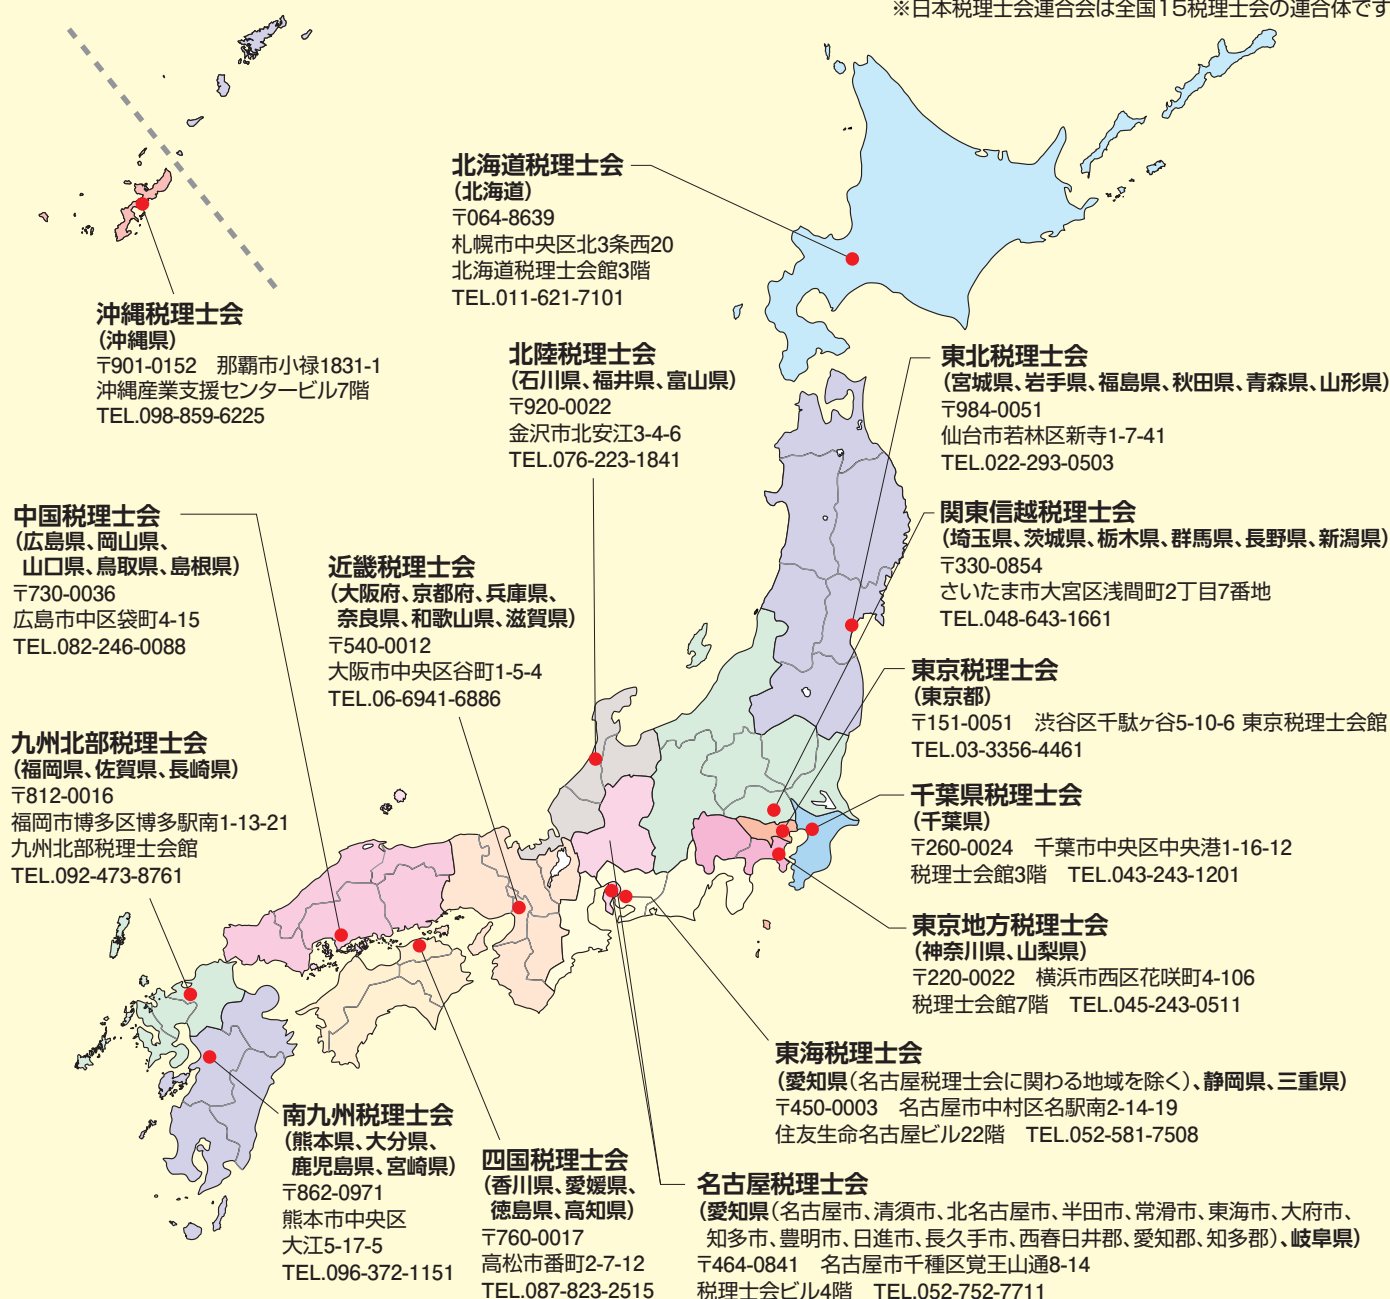 ※日本税理士会連合会は全国15税理士会の連合体です
北海道税理士会
(北海道)
〒064-8639
札幌市中央区北3条西20
北海道税理士会館3階
TEL.011-621-7101
沖縄税理士会
(沖縄県)
〒901-0152　那覇市小禄1831-1
沖縄産業支援センタービル7階
TEL.098-859-6225
北陸税理士会
(石川県、福井県、富山県)
〒920-0022
金沢市北安江3-4-6
TEL.076-223-1841
東北税理士会
(宮城県、岩手県、福島県、秋田県、青森県、山形県)
〒984-0051
仙台市若林区新寺1-7-41
TEL.022-293-0503
中国税理士会
(広島県、岡山県、
山口県、鳥取県、島根県)
〒730-0036
広島市中区袋町4-15
TEL.082-246-0088
近畿税理士会
(大阪府、京都府、兵庫県、
奈良県、和歌山県、滋賀県)
〒540-0012
大阪市中央区谷町1-5-4
TEL.06-6941-6886
関東信越税理士会
(埼玉県、茨城県、栃木県、群馬県、長野県、新潟県)
〒330-0854
さいたま市大宮区浅間町2丁目7番地
TEL.048-643-1661
東京税理士会
(東京都)
〒151-0051　渋谷区千駄ヶ谷5-10-6 東京税理士会館
TEL.03-3356-4461
九州北部税理士会
(福岡県、佐賀県、長崎県)
〒812-0016
福岡市博多区博多駅南1-13-21
九州北部税理士会館
TEL.092-473-8761
千葉県税理士会
(千葉県)
〒260-0024　千葉市中央区中央港1-16-12
税理士会館3階　TEL.043-243-1201
東京地方税理士会
(神奈川県、山梨県)
〒220-0022　横浜市西区花咲町4-106
税理士会館7階　TEL.045-243-0511
東海税理士会
(愛知県(名古屋税理士会に関わる地域を除く)、静岡県、三重県)
〒450-0003　名古屋市中村区名駅南2-14-19
住友生命名古屋ビル22階　TEL.052-581-7508
南九州税理士会
(熊本県、大分県、
鹿児島県、宮崎県)
〒862-0971
熊本市中央区
大江5-17-5
TEL.096-372-1151
四国税理士会
(香川県、愛媛県、
徳島県、高知県)
〒760-0017
高松市番町2-7-12
TEL.087-823-2515
名古屋税理士会
(愛知県(名古屋市、清須市、北名古屋市、半田市、常滑市、東海市、大府市、
知多市、豊明市、日進市、長久手市、西春日井郡、愛知郡、知多郡)、岐阜県)
〒464-0841　名古屋市千種区覚王山通8-14
税理士会ビル4階　TEL.052-752-7711